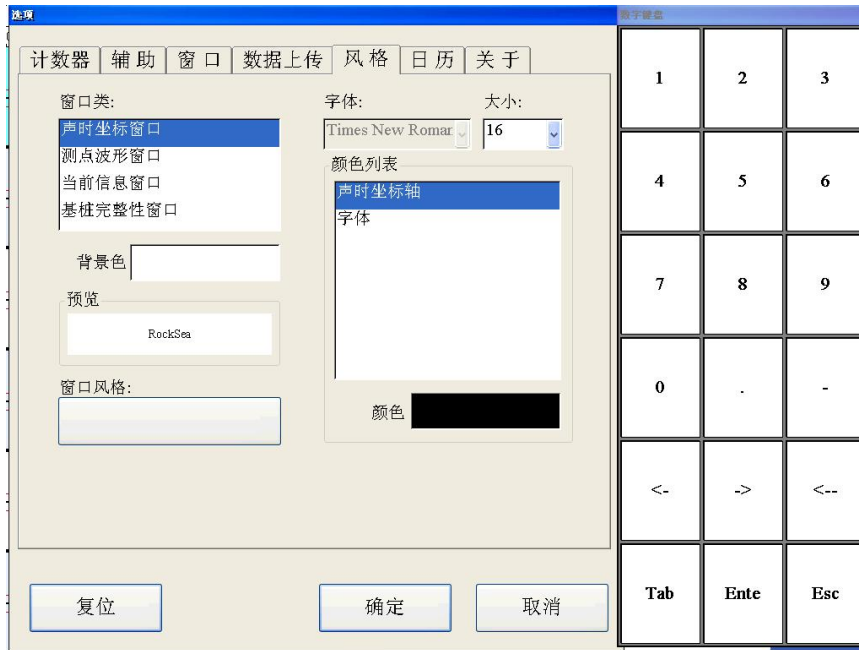 选项
计数器 辅助 窗口 数据上传 风格 日历 关于
窗口类:
声时坐标窗口
测点波形窗口
当前信息窗口
基桩完整性窗口
背景色
预览
RockSea
窗口风格:
字体: 大小:
Times New Roman 16
颜色列表
声时坐标轴
字体
颜色
复位 确定 取消
数字键盘
1 2 3
4 5 6
7 8 9
0 . -
<- -> <--
Tab Ente Esc